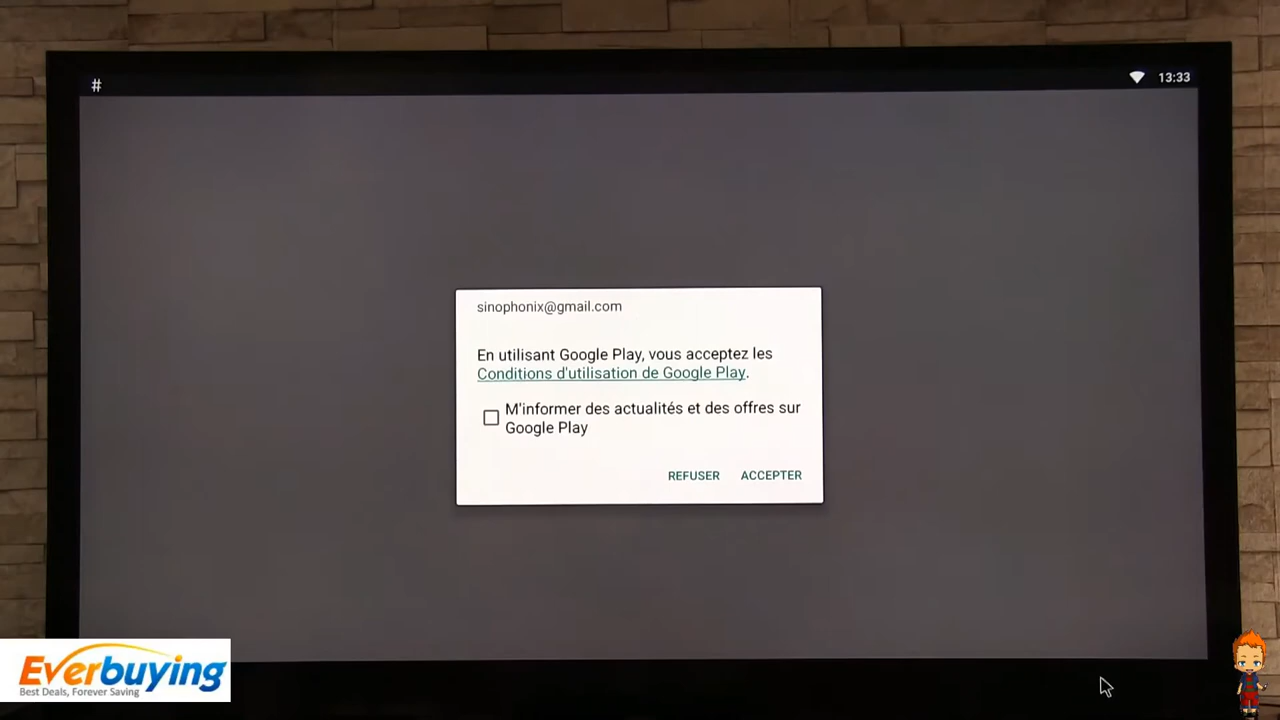 #
13:33
sinophonix@gmail.com
En utilisant Google Play, vous acceptez les
Conditions d'utilisation de Google Play.
M'informer des actualités et des offres sur
Google Play
REFUSER ACCEPTER
Everbuying
Best Deals, Forever Saving